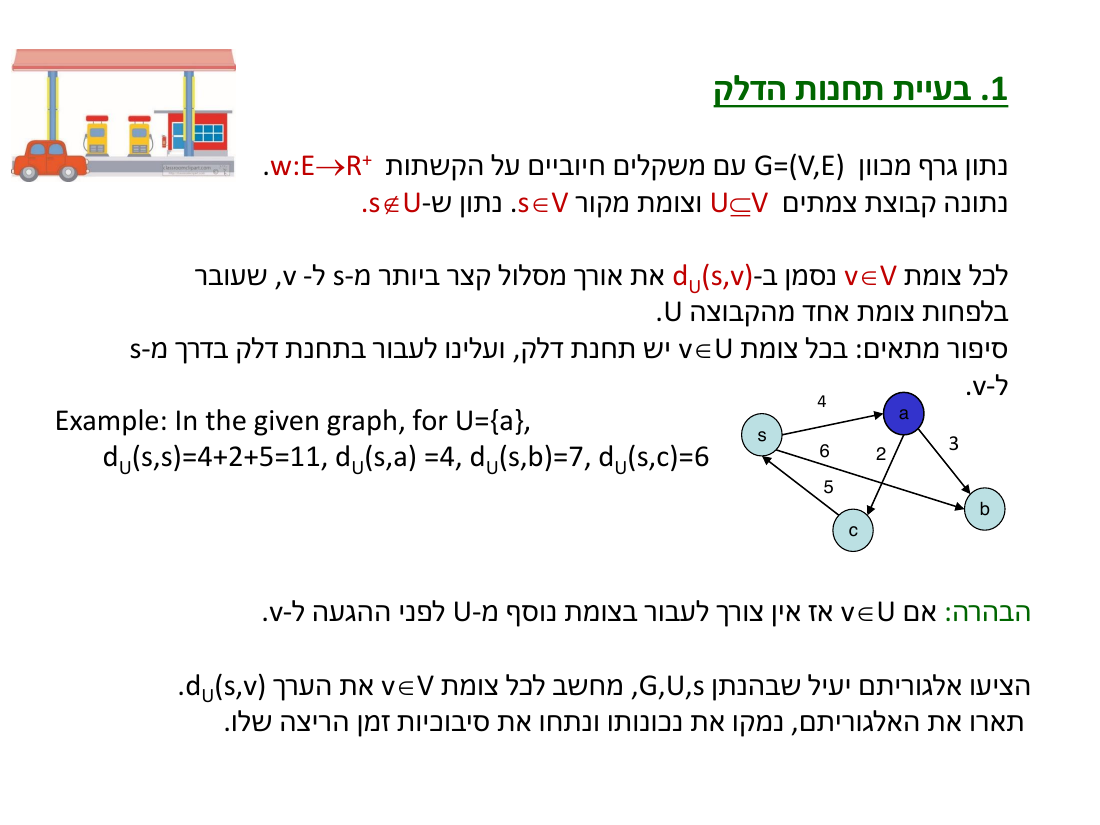 1. בעיית תחנות הדלק
נתון גרף מכוון G=(V,E) עם משקלים חיוביים על הקשתות w:E→R⁺.
נתונה קבוצת צמתים U⊆V וצומת מקור s∈V. נתון ש-s∉U.
לכל צומת v∈V נסמן ב-d_U(s,v) את אורך מסלול קצר ביותר מ-s ל- v, שעובר
בלפחות צומת אחד מהקבוצה U.
סיפור מתאים: בכל צומת v∈U יש תחנת דלק, ועלינו לעבור בתחנת דלק בדרך מ-s
ל-v.
Example: In the given graph, for U={a},
d_U(s,s)=4+2+5=11, d_U(s,a) =4, d_U(s,b)=7, d_U(s,c)=6
4
a
s
6
2
3
5
b
c
הבהרה: אם v∈U אז אין צורך לעבור בצומת נוסף מ-U לפני ההגעה ל-v.
הציעו אלגוריתם יעיל שבהנתן G,U,s, מחשב לכל צומת v∈V את הערך d_U(s,v).
תארו את האלגוריתם, נמקו את נכונותו ונתחו את סיבוכיות זמן הריצה שלו.